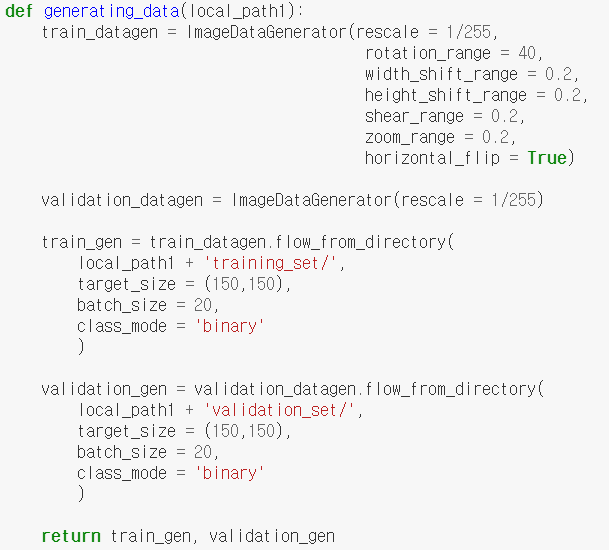 def generating_data(local_path1):
    train_datagen = ImageDataGenerator(rescale = 1/255,
                                       rotation_range = 40,
                                       width_shift_range = 0.2,
                                       height_shift_range = 0.2,
                                       shear_range = 0.2,
                                       zoom_range = 0.2,
                                       horizontal_flip = True)
    validation_datagen = ImageDataGenerator(rescale = 1/255)
    train_gen = train_datagen.flow_from_directory(
        local_path1 + 'training_set/',
        target_size = (150,150),
        batch_size = 20,
        class_mode = 'binary'
        )
    validation_gen = validation_datagen.flow_from_directory(
        local_path1 + 'validation_set/',
        target_size = (150,150),
        batch_size = 20,
        class_mode = 'binary'
        )
    return train_gen, validation_gen